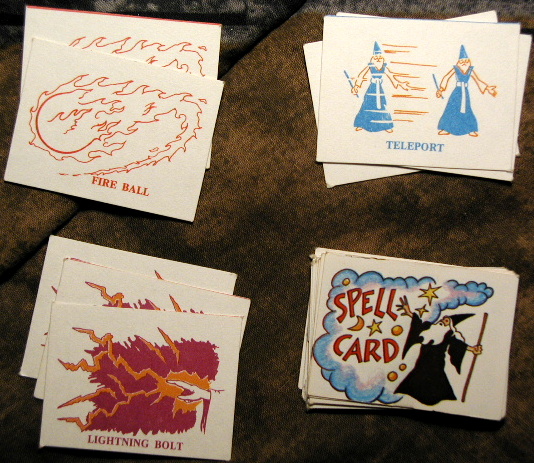 FIRE BALL
TELEPORT
LIGHTNING BOLT
SPELL
CARD